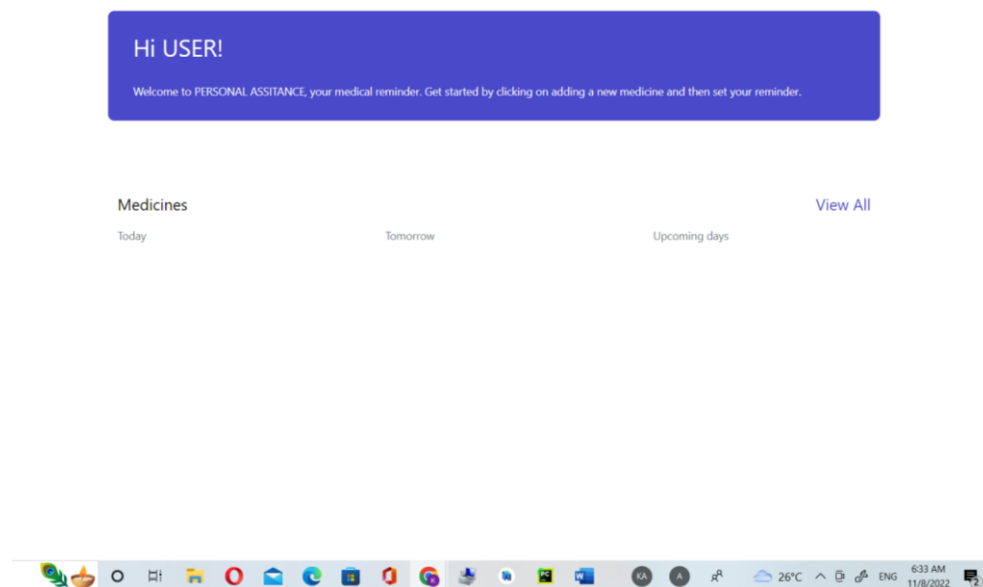 Hi USER!
Welcome to PERSONAL ASSITANCE, your medical reminder. Get started by clicking on adding a new medicine and then set your reminder.
Medicines View All
Today Tomorrow Upcoming days
KA A 26°C ENG 6:33 AM
11/8/2022 2